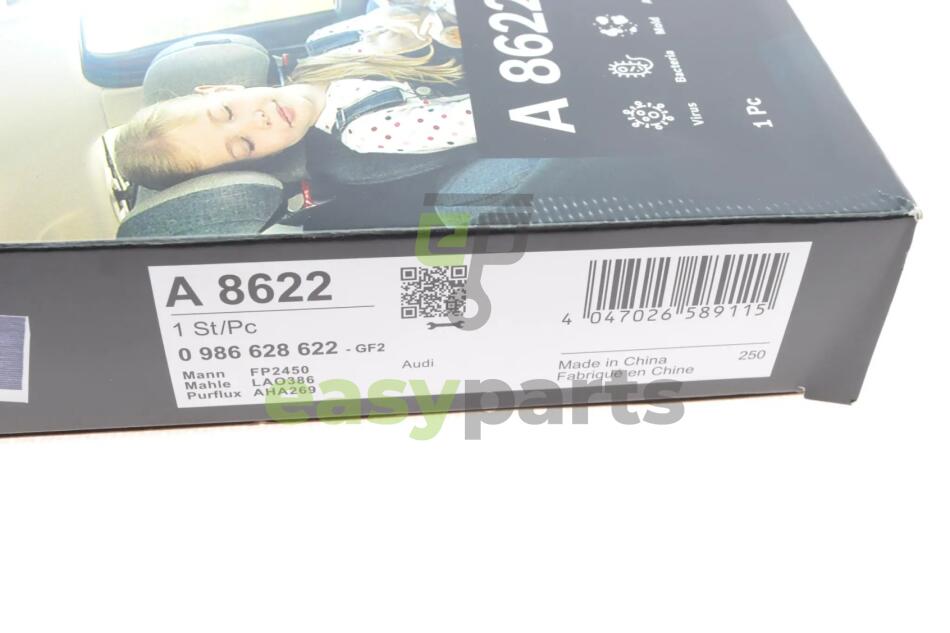 A 8622
Mold
Bacteria
Virus
1 Pc
A 8622
1 St/Pc
0 986 628 622 - GF2
Mann FP2450
Mahle LAO386
Purflux AHA269
Audi
4 047026 589115
Made in China
Fabriqué en Chine
250
easyparts